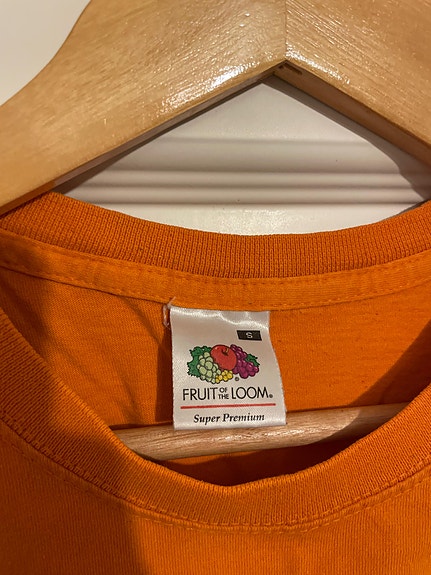 S
FRUIT OF THE LOOM®
Super Premium